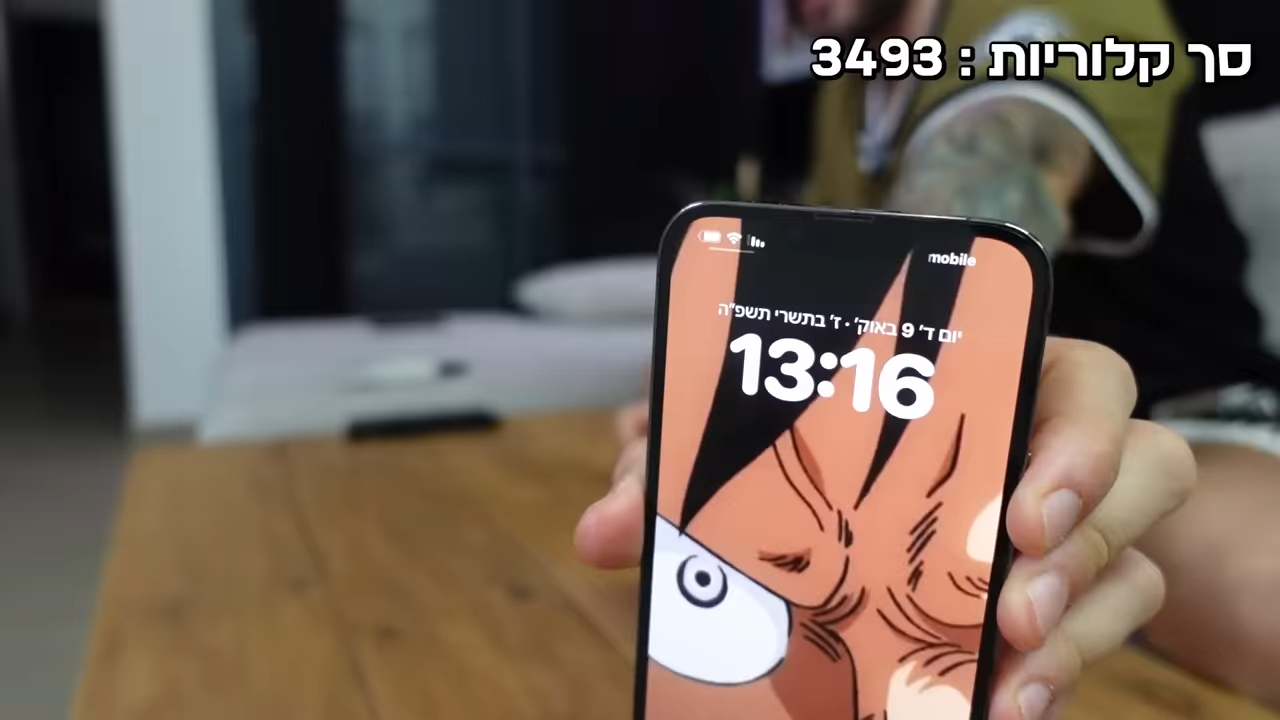 סך קלוריות : 3493
mobile
יום ד׳ 9 באוק׳ · ז׳ בתשרי תשפ״ה
13:16